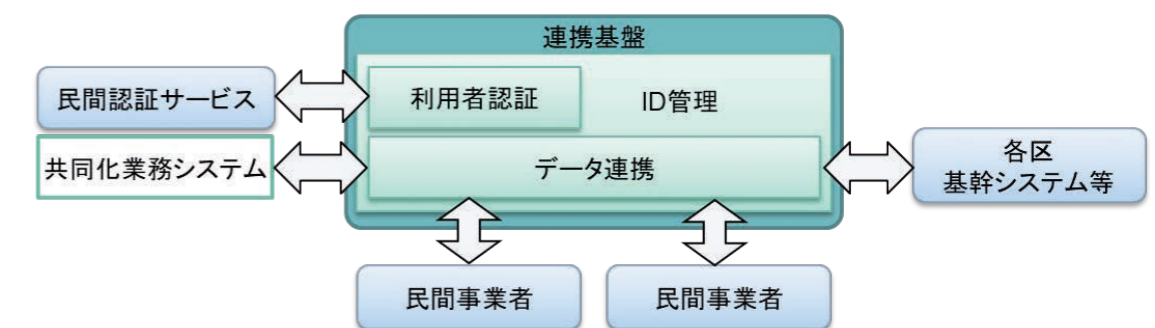 連携基盤
民間認証サービス
利用者認証
ID管理
共同化業務システム
データ連携
各区
基幹システム等
民間事業者
民間事業者